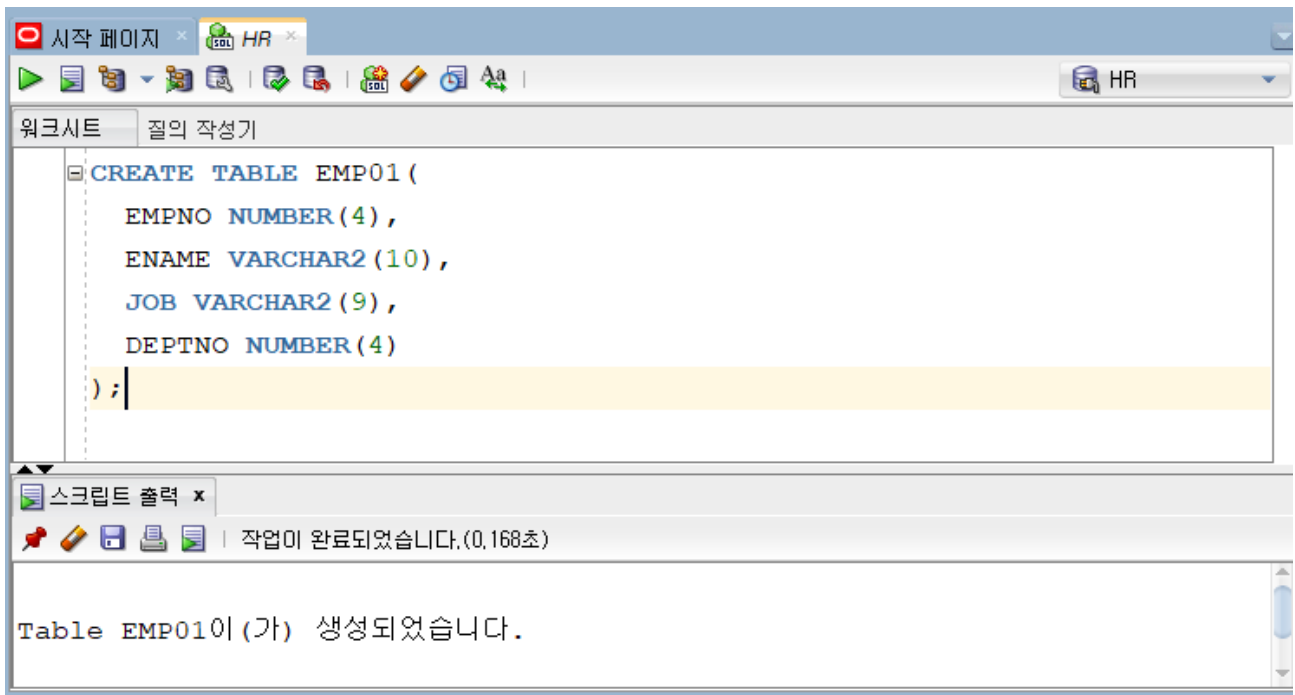 시작 페이지
HR
HR
워크시트 질의 작성기
CREATE TABLE EMP01(
EMPNO NUMBER(4),
ENAME VARCHAR2(10),
JOB VARCHAR2(9),
DEPTNO NUMBER(4)
);
스크립트 출력 x
작업이 완료되었습니다.(0,168초)
Table EMP01이(가) 생성되었습니다.